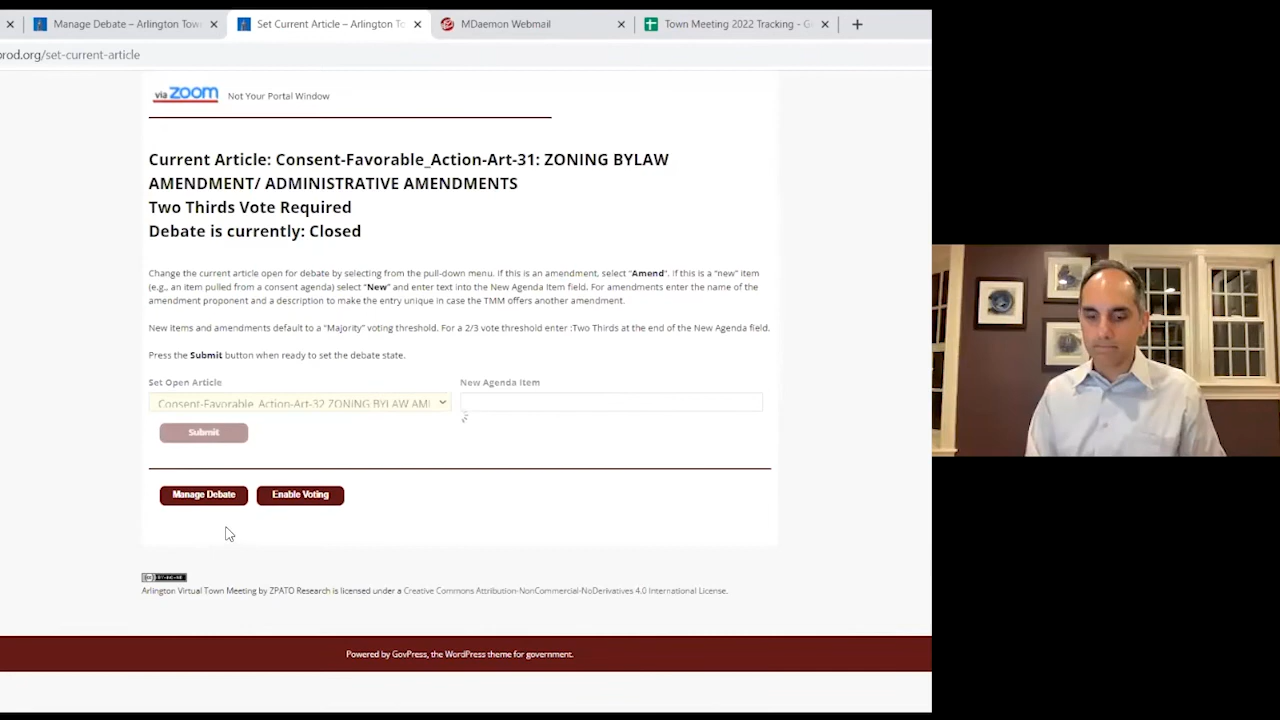 Manage Debate – Arlington Tow
Set Current Article – Arlington To
MDaemon Webmail
Town Meeting 2022 Tracking - G
rod.org/set-current-article
via zoom Not Your Portal Window
Current Article: Consent-Favorable_Action-Art-31: ZONING BYLAW
AMENDMENT/ ADMINISTRATIVE AMENDMENTS
Two Thirds Vote Required
Debate is currently: Closed
Change the current article open for debate by selecting from the pull-down menu. If this is an amendment, select "Amend". If this is a "new" item
(e.g., an item pulled from a consent agenda) select "New" and enter text into the New Agenda Item field. For amendments enter the name of the
amendment proponent and a description to make the entry unique in case the TMM offers another amendment.
New items and amendments default to a "Majority" voting threshold. For a 2/3 vote threshold enter :Two Thirds at the end of the New Agenda field.
Press the Submit button when ready to set the debate state.
Set Open Article New Agenda Item
Consent-Favorable_Action-Art-32 ZONING BYLAW AMI
Submit
Manage Debate Enable Voting
Arlington Virtual Town Meeting by ZPATO Research is licensed under a Creative Commons Attribution-NonCommercial-NoDerivatives 4.0 International License.
Powered by GovPress, the WordPress theme for government.